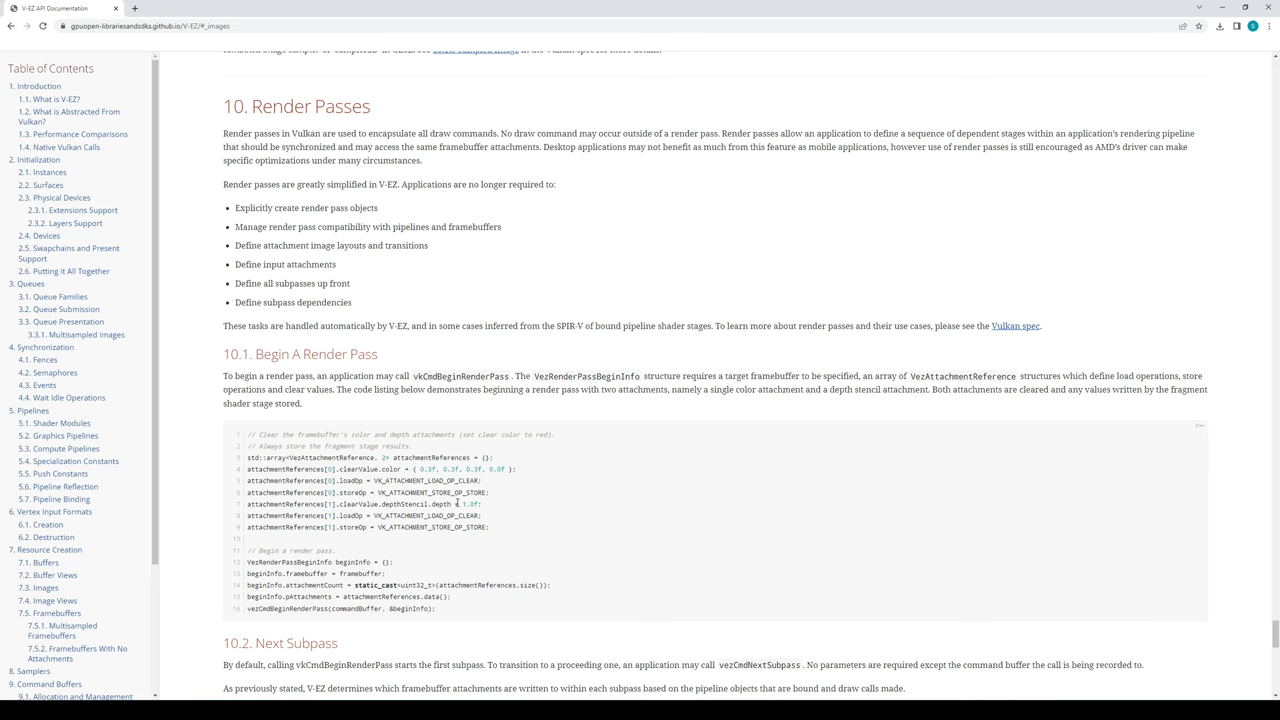 V-EZ API Documentation
gpuopen-librariesandsdks.github.io/V-EZ/#_images
S
Table of Contents
1. Introduction
1.1. What is V-EZ?
1.2. What is Abstracted From
Vulkan?
1.3. Performance Comparisons
1.4. Native Vulkan Calls
2. Initialization
2.1. Instances
2.2. Surfaces
2.3. Physical Devices
2.3.1. Extensions Support
2.3.2. Layers Support
2.4. Devices
2.5. Swapchains and Present
Support
2.6. Putting It All Together
3. Queues
3.1. Queue Families
3.2. Queue Submission
3.3. Queue Presentation
3.3.1. Multisampled Images
4. Synchronization
4.1. Fences
4.2. Semaphores
4.3. Events
4.4. Wait Idle Operations
5. Pipelines
5.1. Shader Modules
5.2. Graphics Pipelines
5.3. Compute Pipelines
5.4. Specialization Constants
5.5. Push Constants
5.6. Pipeline Reflection
5.7. Pipeline Binding
6. Vertex Input Formats
6.1. Creation
6.2. Destruction
7. Resource Creation
7.1. Buffers
7.2. Buffer Views
7.3. Images
7.4. Image Views
7.5. Framebuffers
7.5.1. Multisampled
Framebuffers
7.5.2. Framebuffers With No
Attachments
8. Samplers
9. Command Buffers
9.1. Allocation and Management
10. Render Passes
Render passes in Vulkan are used to encapsulate all draw commands. No draw command may occur outside of a render pass. Render passes allow an application to define a sequence of dependent stages within an application's rendering pipeline
that should be synchronized and may access the same framebuffer attachments. Desktop applications may not benefit as much from this feature as mobile applications, however use of render passes is still encouraged as AMD's driver can make
specific optimizations under many circumstances.
Render passes are greatly simplified in V-EZ. Applications are no longer required to:
• Explicitly create render pass objects
• Manage render pass compatibility with pipelines and framebuffers
• Define attachment image layouts and transitions
• Define input attachments
• Define all subpasses up front
• Define subpass dependencies
These tasks are handled automatically by V-EZ, and in some cases inferred from the SPIR-V of bound pipeline shader stages. To learn more about render passes and their use cases, please see the Vulkan spec.
10.1. Begin A Render Pass
To begin a render pass, an application may call vkCmdBeginRenderPass. The VezRenderPassBeginInfo structure requires a target framebuffer to be specified, an array of VezAttachmentReference structures which define load operations, store
operations and clear values. The code listing below demonstrates beginning a render pass with two attachments, namely a single color attachment and a depth stencil attachment. Both attachments are cleared and any values written by the fragment
shader stage stored.
C++
1 // Clear the framebuffer's color and depth attachments (set clear color to red).
2 // Always store the fragment stage results.
3 std::array<VezAttachmentReference, 2> attachmentReferences = {};
4 attachmentReferences[0].clearValue.color = { 0.3f, 0.3f, 0.3f, 0.0f };
5 attachmentReferences[0].loadOp = VK_ATTACHMENT_LOAD_OP_CLEAR;
6 attachmentReferences[0].storeOp = VK_ATTACHMENT_STORE_OP_STORE;
7 attachmentReferences[1].clearValue.depthStencil.depth = 1.0f;
8 attachmentReferences[1].loadOp = VK_ATTACHMENT_LOAD_OP_CLEAR;
9 attachmentReferences[1].storeOp = VK_ATTACHMENT_STORE_OP_STORE;
10
11 // Begin a render pass.
12 VezRenderPassBeginInfo beginInfo = {};
13 beginInfo.framebuffer = framebuffer;
14 beginInfo.attachmentCount = static_cast<uint32_t>(attachmentReferences.size());
15 beginInfo.pAttachments = attachmentReferences.data();
16 vezCmdBeginRenderPass(commandBuffer, &beginInfo);
10.2. Next Subpass
By default, calling vkCmdBeginRenderPass starts the first subpass. To transition to a proceeding one, an application may call vezCmdNextSubpass. No parameters are required except the command buffer the call is being recorded to.
As previously stated, V-EZ determines which framebuffer attachments are written to within each subpass based on the pipeline objects that are bound and draw calls made.